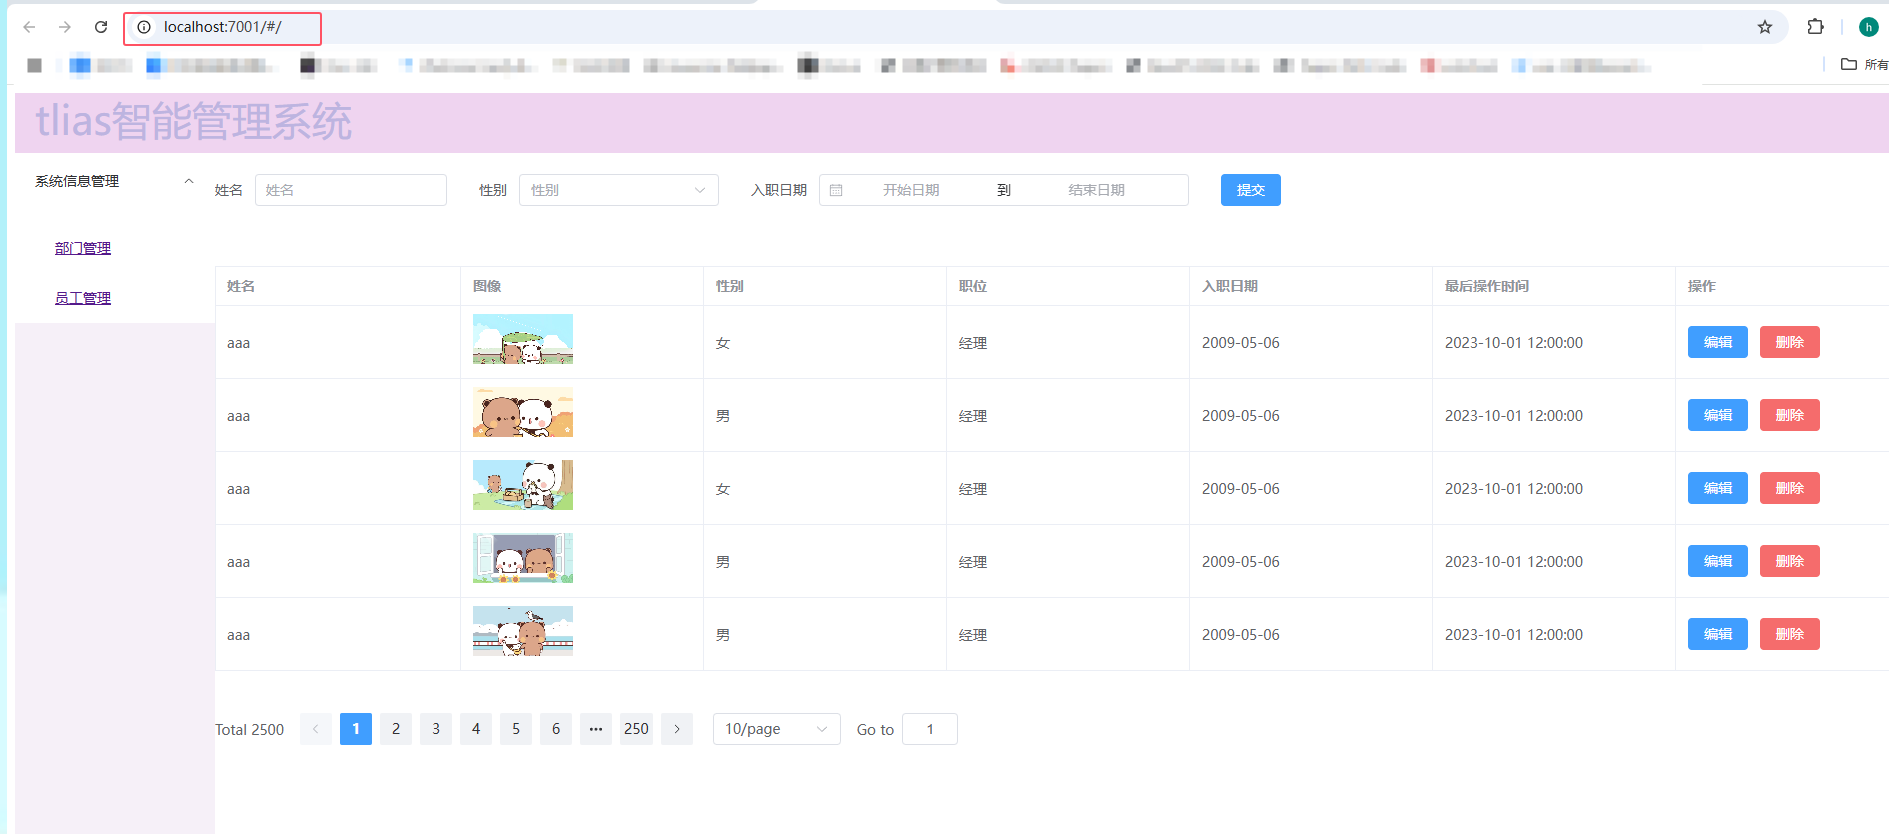 localhost:7001/#/
h
所有
tlias智能管理系统
系统信息管理
部门管理
员工管理
姓名 姓名 性别 性别 入职日期 开始日期 到 结束日期 提交
姓名 图像 性别 职位 入职日期 最后操作时间 操作
aaa 女 经理 2009-05-06 2023-10-01 12:00:00 编辑 删除
aaa 男 经理 2009-05-06 2023-10-01 12:00:00 编辑 删除
aaa 女 经理 2009-05-06 2023-10-01 12:00:00 编辑 删除
aaa 男 经理 2009-05-06 2023-10-01 12:00:00 编辑 删除
aaa 男 经理 2009-05-06 2023-10-01 12:00:00 编辑 删除
Total 2500 1 2 3 4 5 6 ••• 250 10/page Go to 1